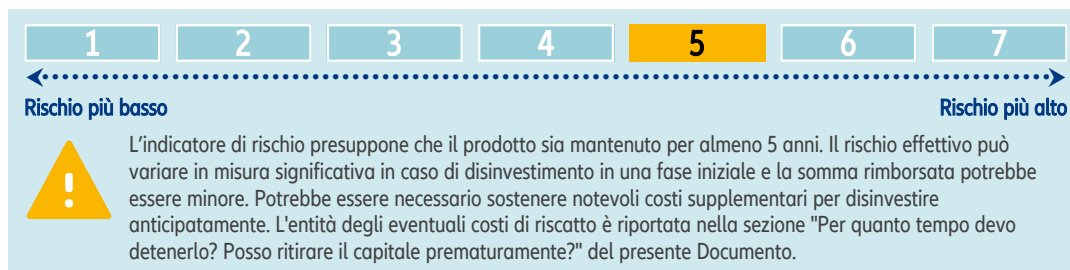 1 2 3 4 5 6 7
Rischio più basso Rischio più alto
L'indicatore di rischio presuppone che il prodotto sia mantenuto per almeno 5 anni. Il rischio effettivo può
variare in misura significativa in caso di disinvestimento in una fase iniziale e la somma rimborsata potrebbe
essere minore. Potrebbe essere necessario sostenere notevoli costi supplementari per disinvestire
anticipatamente. L'entità degli eventuali costi di riscatto è riportata nella sezione "Per quanto tempo devo
detenerlo? Posso ritirare il capitale prematuramente?" del presente Documento.